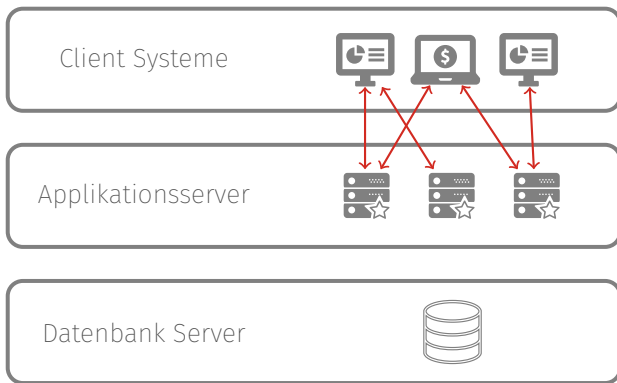 Client Systeme
$
Applikationsserver
Datenbank Server